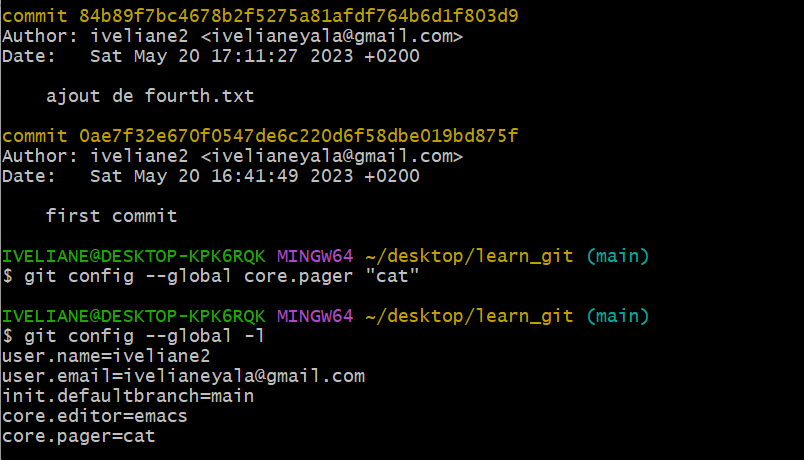 commit 84b89f7bc4678b2f5275a81afdf764b6d1f803d9
Author: iveliane2 <ivelianeyala@gmail.com>
Date:   Sat May 20 17:11:27 2023 +0200
    ajout de fourth.txt
commit 0ae7f32e670f0547de6c220d6f58dbe019bd875f
Author: iveliane2 <ivelianeyala@gmail.com>
Date:   Sat May 20 16:41:49 2023 +0200
    first commit
IVELIANE@DESKTOP-KPK6RQK MINGW64 ~/desktop/learn_git (main)
$ git config --global core.pager "cat"
IVELIANE@DESKTOP-KPK6RQK MINGW64 ~/desktop/learn_git (main)
$ git config --global -l
user.name=iveliane2
user.email=ivelianeyala@gmail.com
init.defaultbranch=main
core.editor=emacs
core.pager=cat